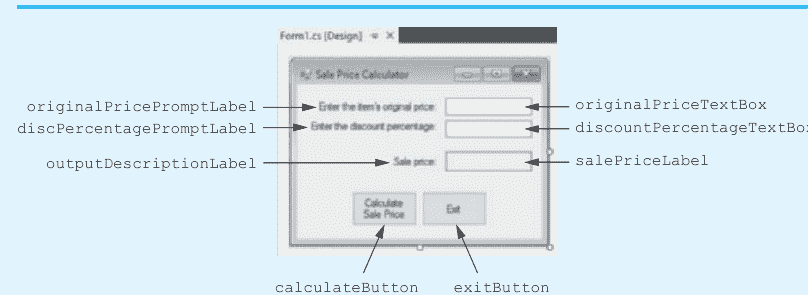 Form1.cs [Design]
Sale Price Calculator
originalPricePromptLabel Enter the item's original price: originalPriceTextBox
discPercentagePromptLabel Enter the discount percentage: discountPercentageTextBox
outputDescriptionLabel Sale price: salePriceLabel
Calculate
Sale Price
Exit
calculateButton exitButton